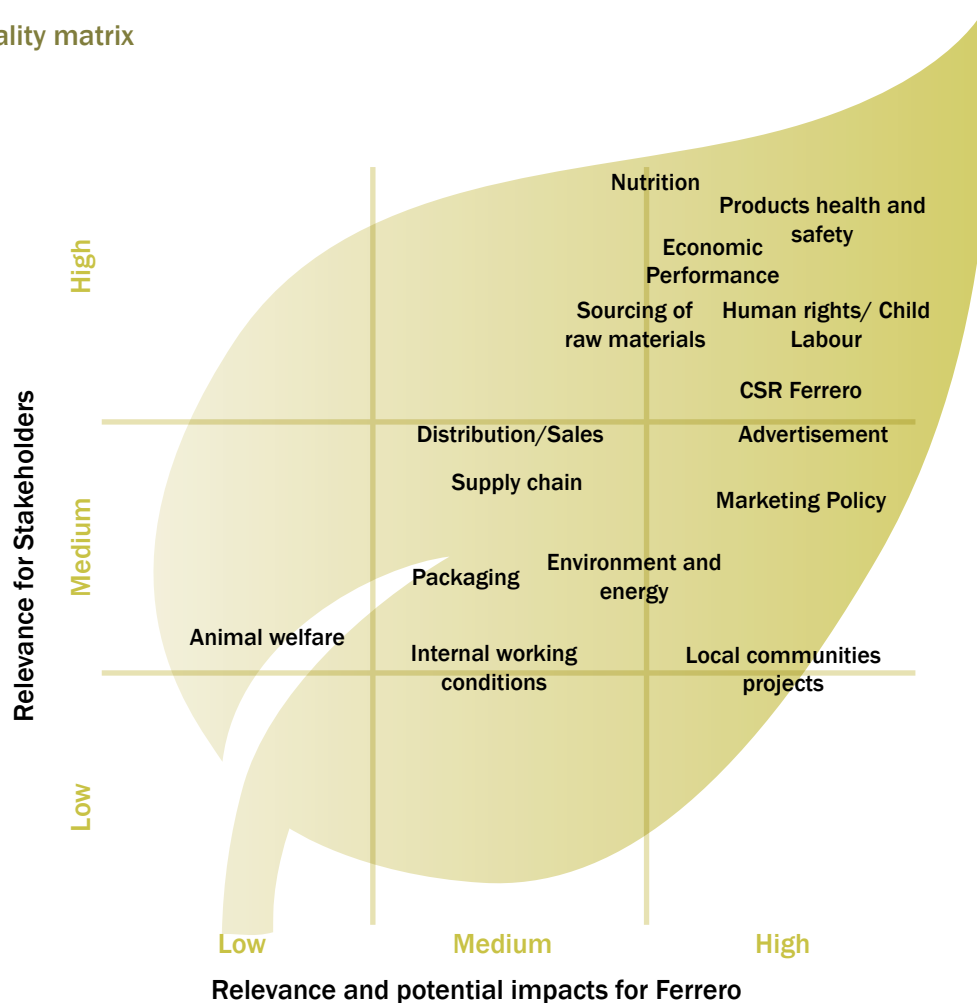 ality matrix
Nutrition
Products health and
safety
Economic
Performance
Sourcing of
raw materials
Human rights/ Child
Labour
CSR Ferrero
High
Distribution/Sales
Advertisement
Supply chain
Marketing Policy
Packaging
Environment and
energy
Medium
Relevance for Stakeholders
Animal welfare
Internal working
conditions
Local communities
projects
Low
Low
Medium
High
Relevance and potential impacts for Ferrero